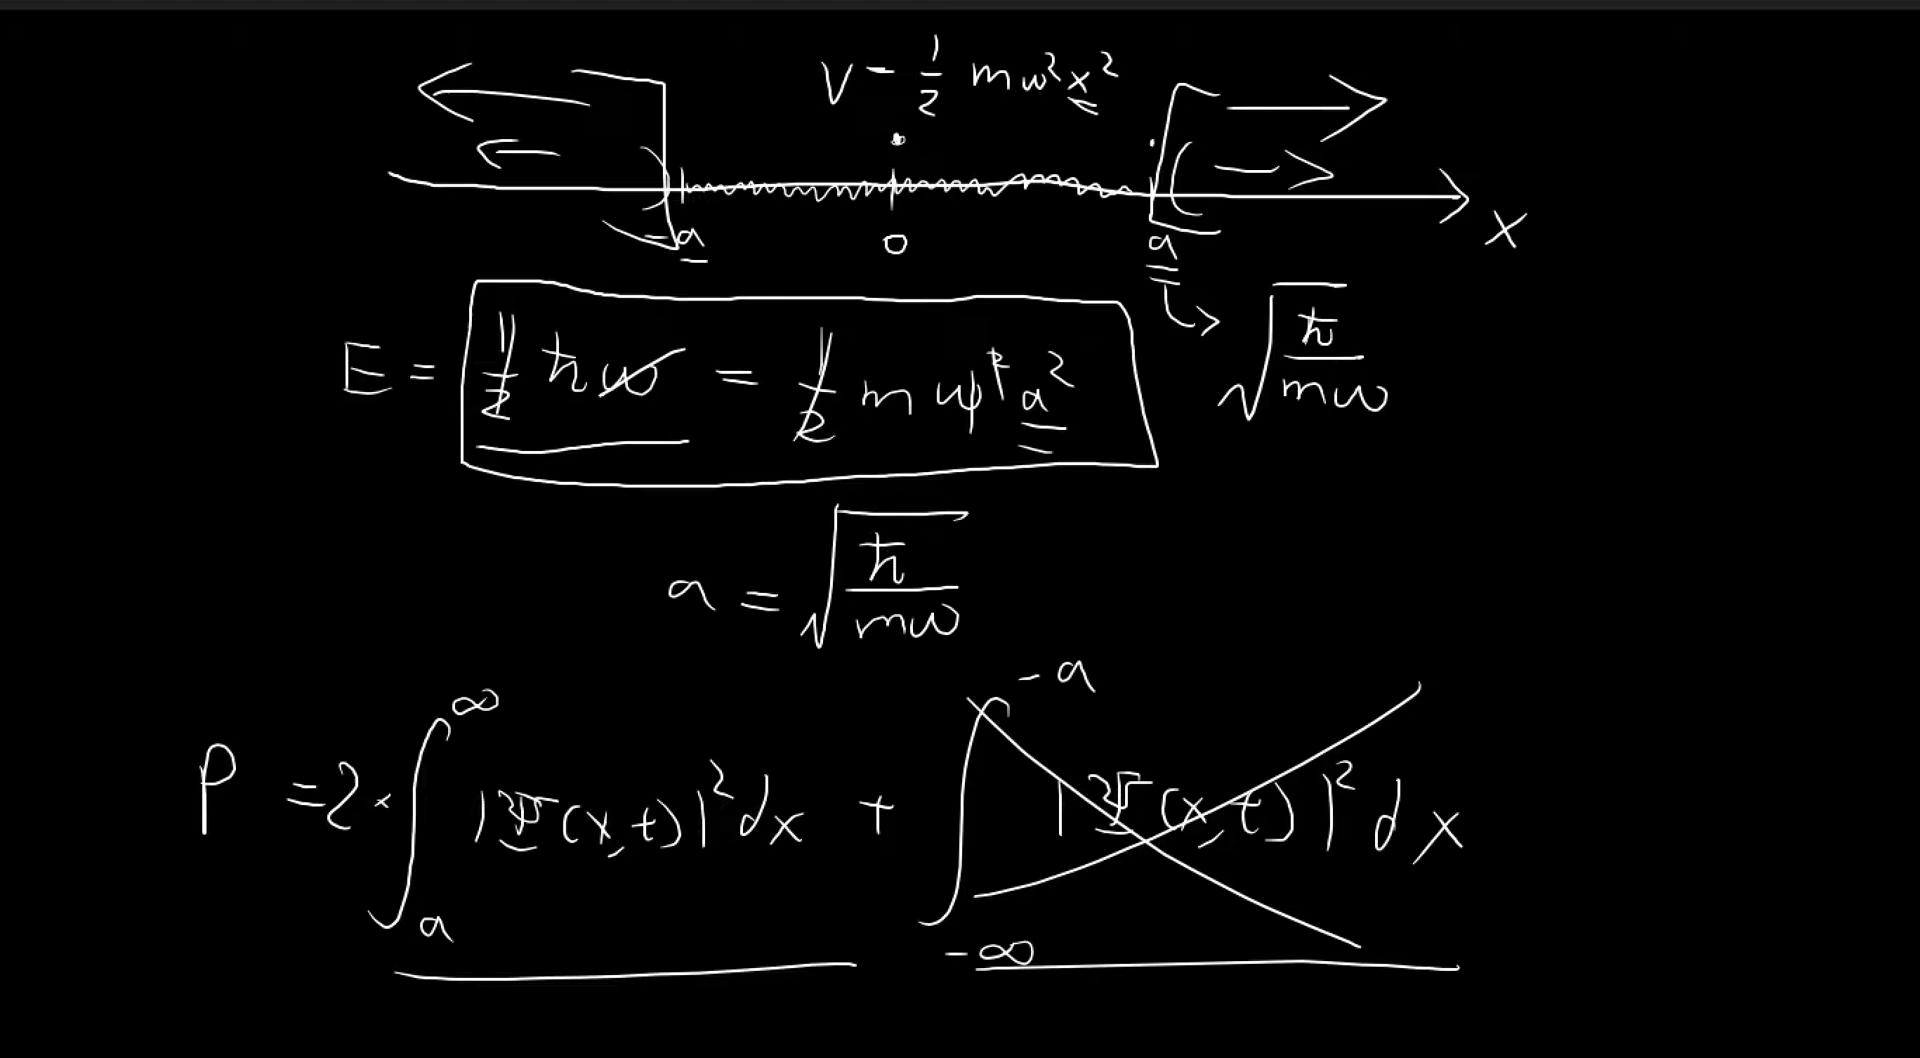 V = 1/2 mω²x²
-a 0 a x
→ √(ħ/mω)
E = 1/2 ħω = 1/2 mω²a²
a = √(ħ/mω)
P = 2 × ∫_a^∞ |Ψ(x,t)|² dx + ∫_{-∞}^{-a} |Ψ(x,t)|² dx